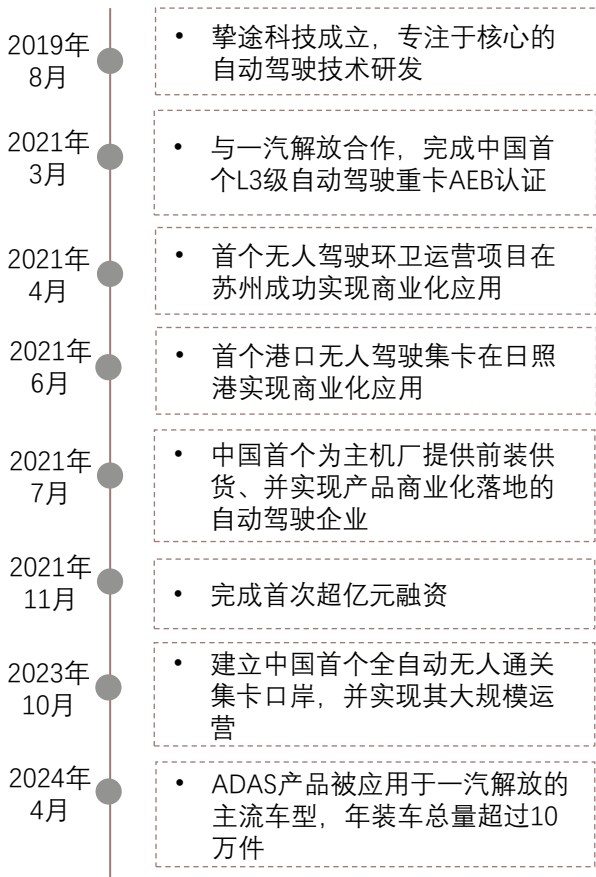 2019年
8月
• 挚途科技成立，专注于核心的
自动驾驶技术研发
2021年
3月
• 与一汽解放合作，完成中国首
个L3级自动驾驶重卡AEB认证
2021年
4月
• 首个无人驾驶环卫运营项目在
苏州成功实现商业化应用
2021年
6月
• 首个港口无人驾驶集卡在日照
港实现商业化应用
2021年
7月
• 中国首个为主机厂提供前装供
货、并实现产品商业化落地的
自动驾驶企业
2021年
11月
• 完成首次超亿元融资
2023年
10月
• 建立中国首个全自动无人通关
集卡口岸，并实现其大规模运
营
2024年
4月
• ADAS产品被应用于一汽解放的
主流车型，年装车总量超过10
万件